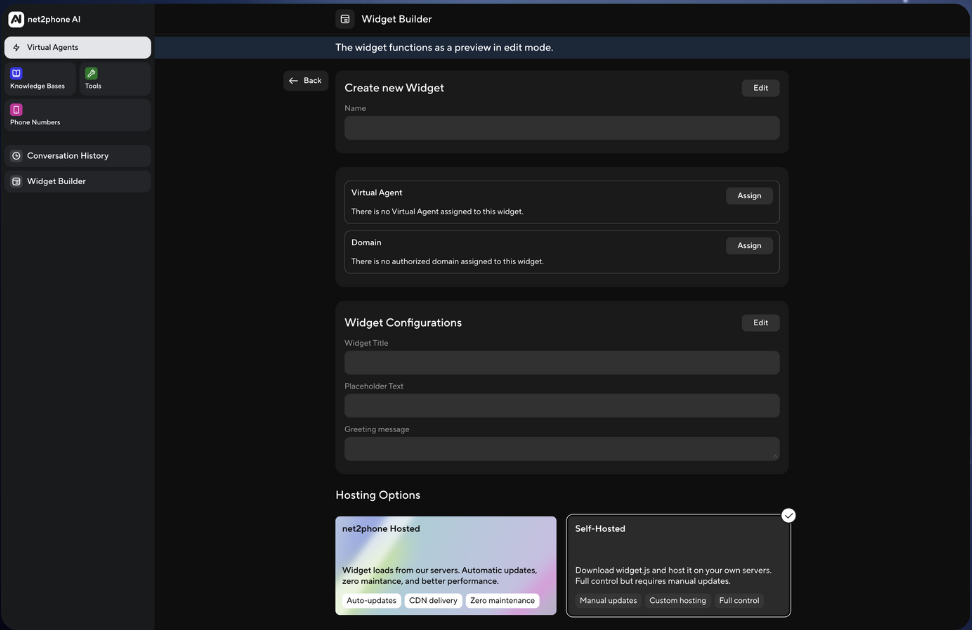 AI net2phone AI
Virtual Agents
Knowledge Bases
Tools
Phone Numbers
Conversation History
Widget Builder
Widget Builder
The widget functions as a preview in edit mode.
Back
Create new Widget
Edit
Name
Virtual Agent
Assign
There is no Virtual Agent assigned to this widget.
Domain
Assign
There is no authorized domain assigned to this widget.
Widget Configurations
Edit
Widget Title
Placeholder Text
Greeting message
Hosting Options
net2phone Hosted
Widget loads from our servers. Automatic updates,
zero maintance, and better performance.
Auto-updates
CDN delivery
Zero maintenance
Self-Hosted
Download widget.js and host it on your own servers.
Full control but requires manual updates.
Manual updates
Custom hosting
Full control